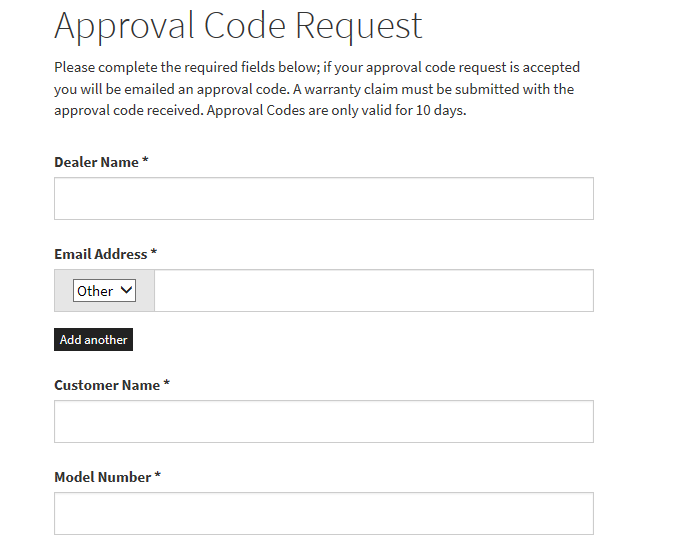 Approval Code Request
Please complete the required fields below; if your approval code request is accepted
you will be emailed an approval code. A warranty claim must be submitted with the
approval code received. Approval Codes are only valid for 10 days.
Dealer Name *
Email Address *
Other
Add another
Customer Name *
Model Number *